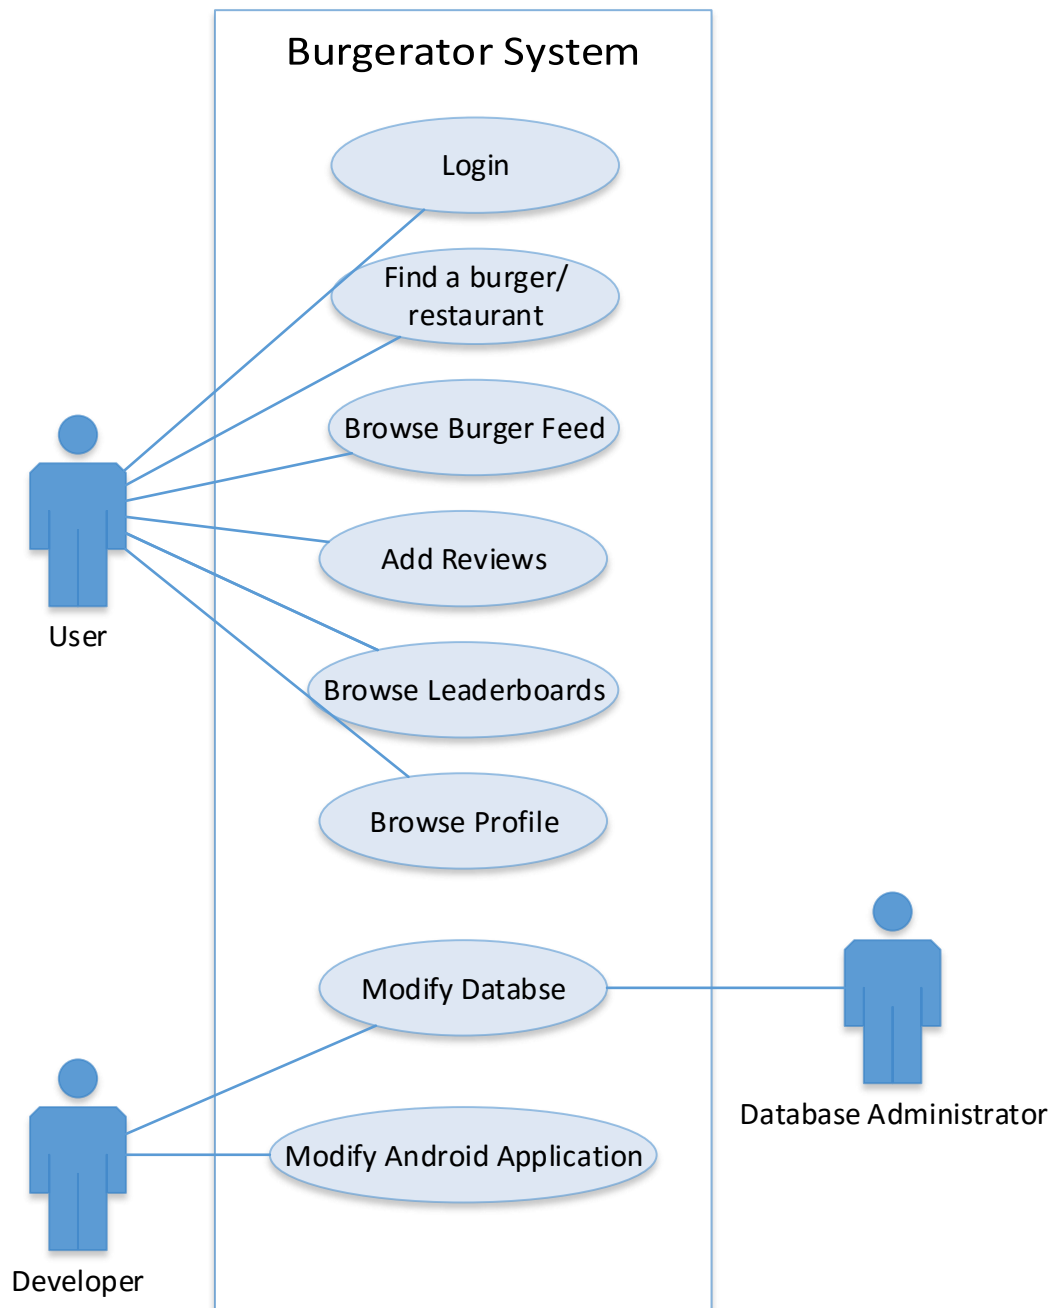 Burgerator System
Login
Find a burger/
restaurant
Browse Burger Feed
Add Reviews
Browse Leaderboards
Browse Profile
User
Modify Databse
Database Administrator
Modify Android Application
Developer